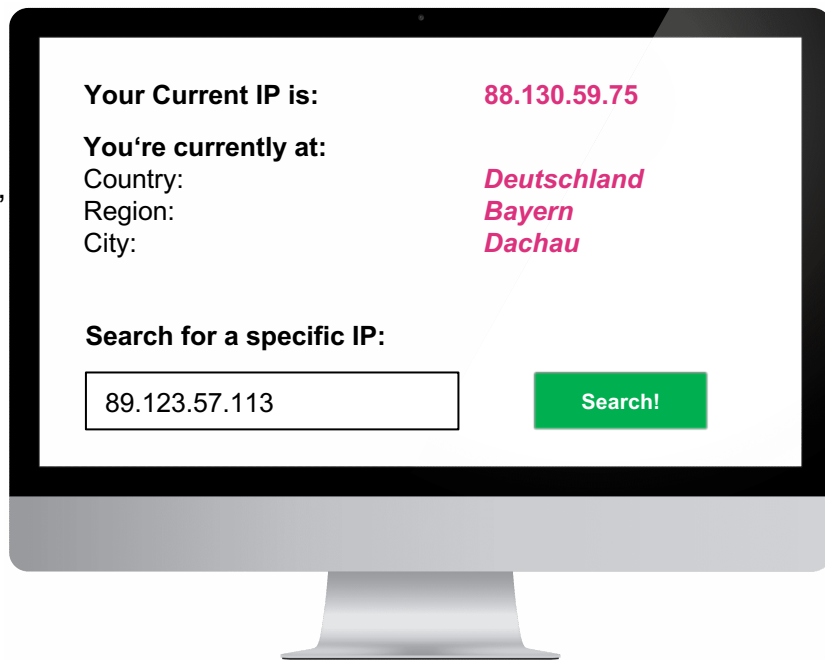 Your Current IP is: 88.130.59.75
You‘re currently at:
Country: Deutschland
,
Region: Bayern
City: Dachau
Search for a specific IP:
89.123.57.113 Search!